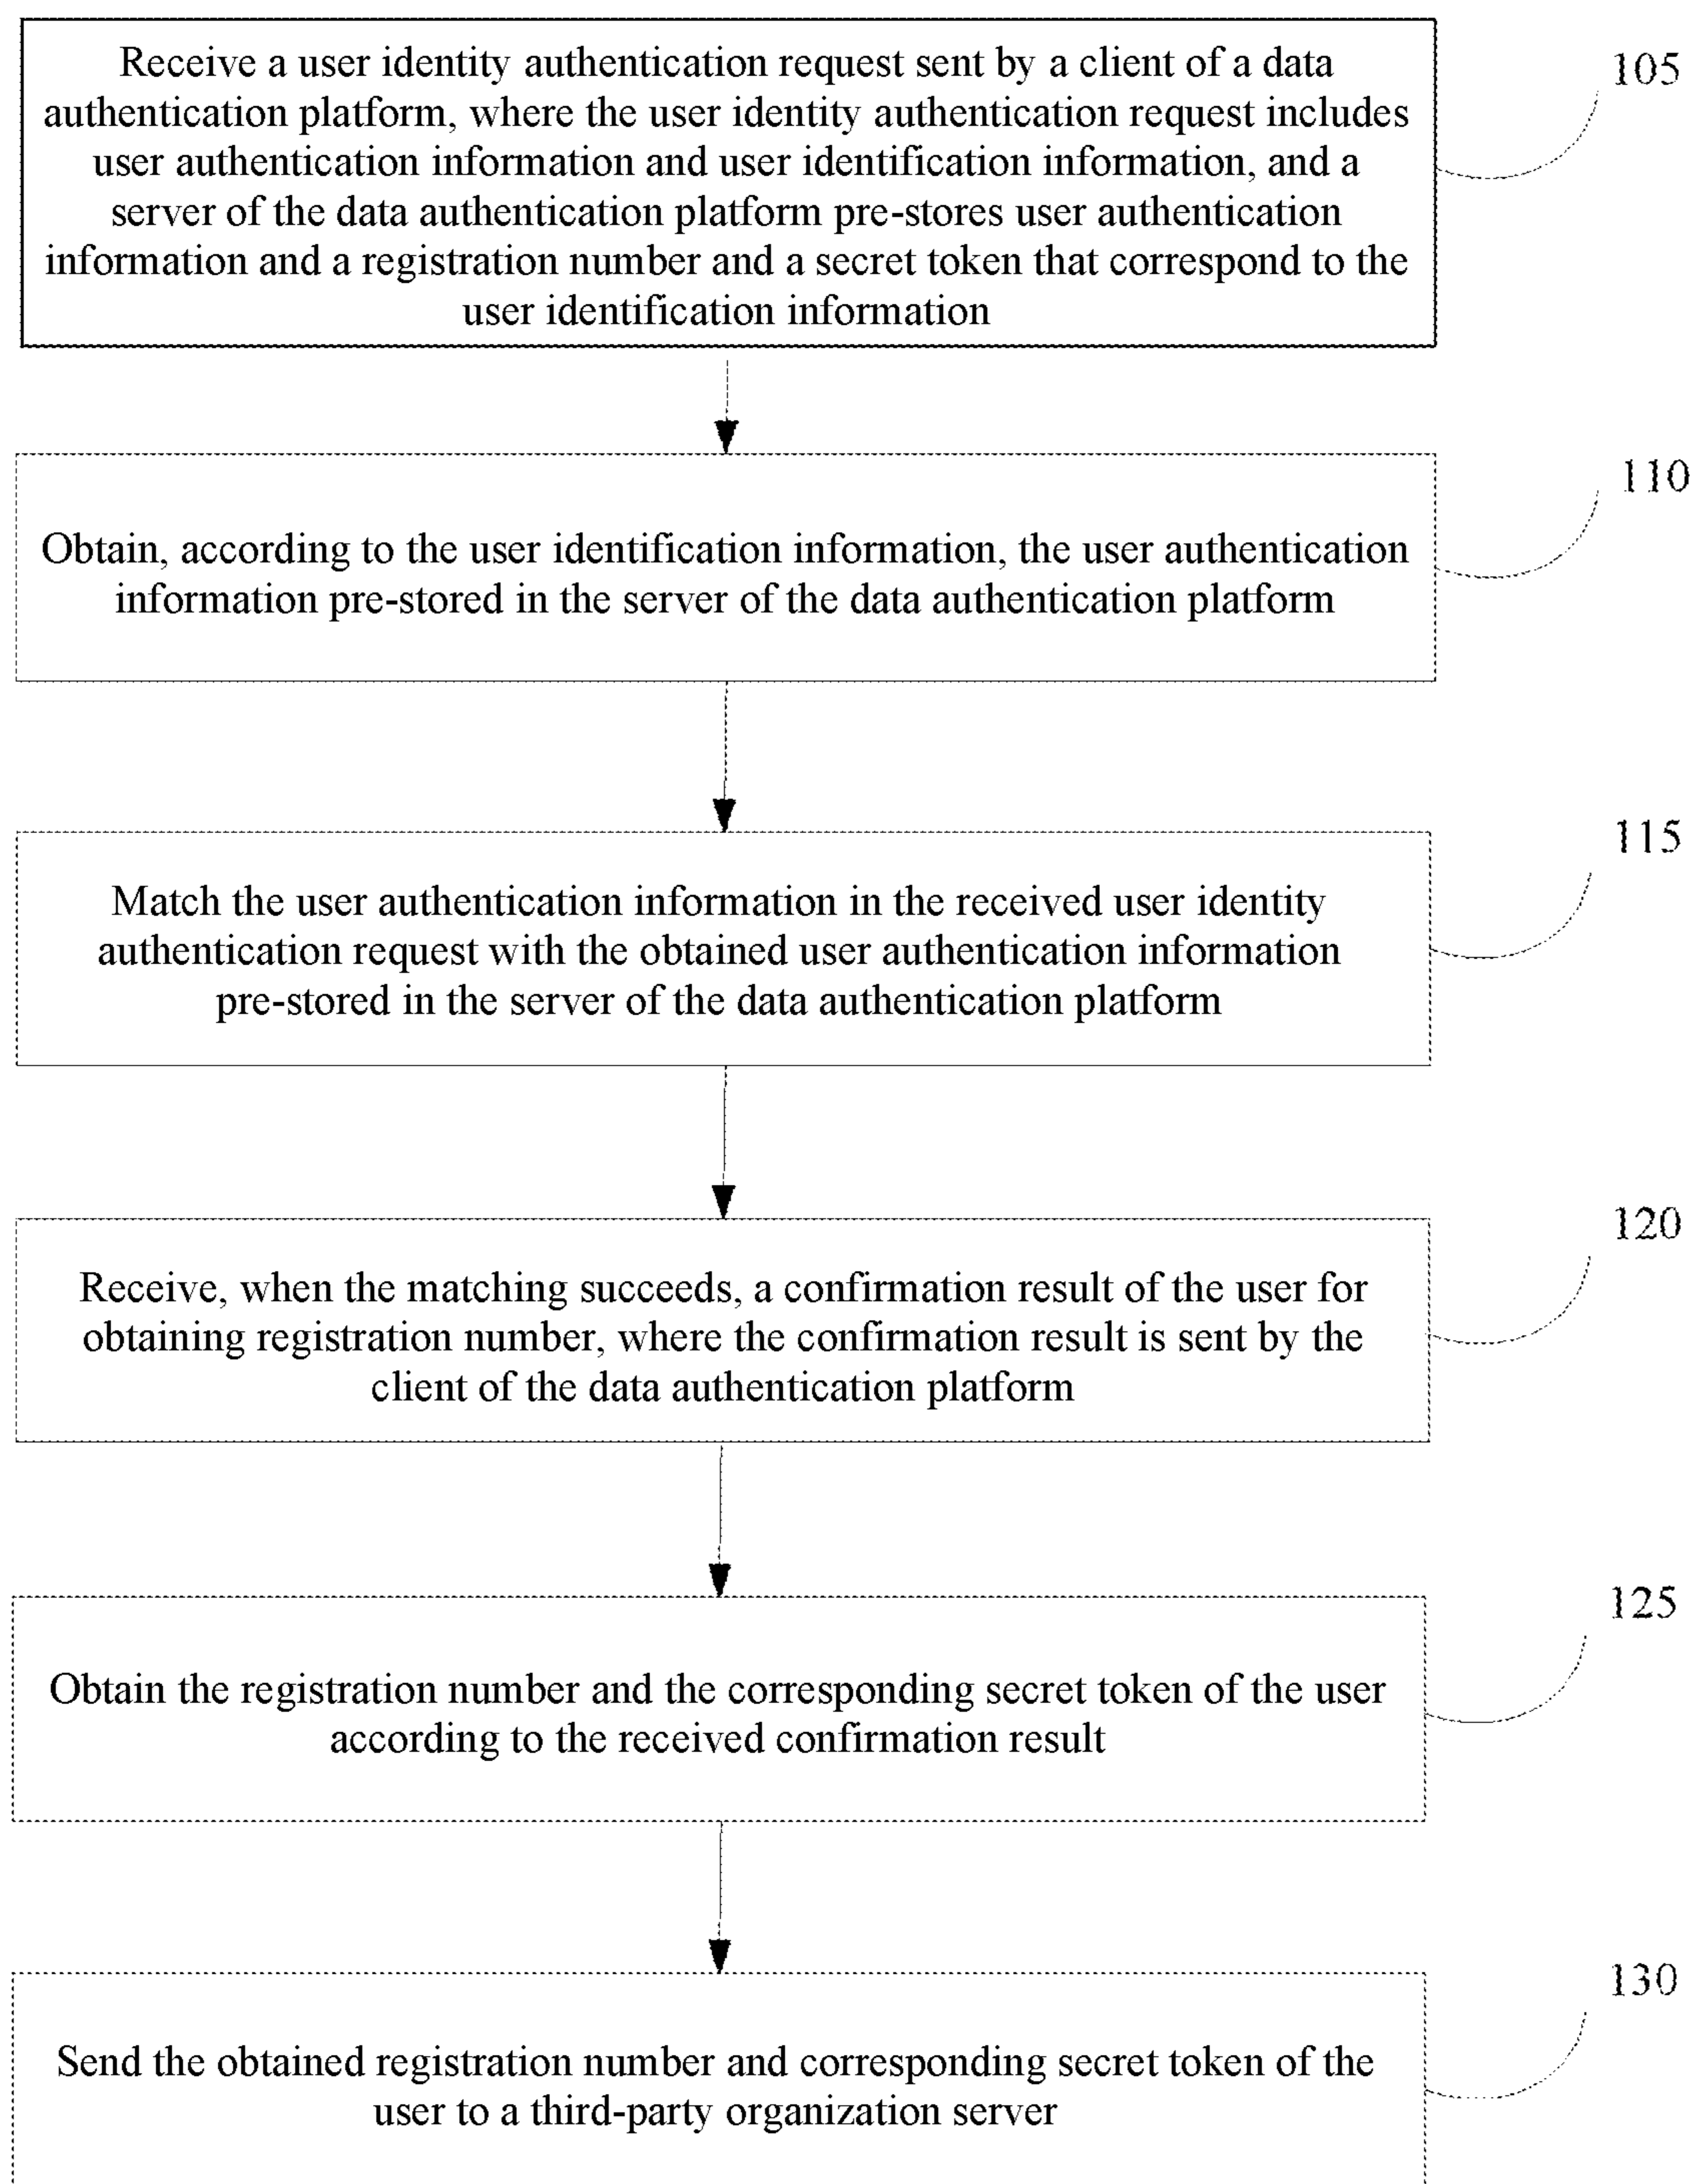 Receive a user identity authentication request sent by a client of a data
authentication platform, where the user identity authentication request includes
user authentication information and user identification information, and a
server of the data authentication platform pre-stores user authentication
information and a registration number and a secret token that correspond to the
user identification information
105
Obtain, according to the user identification information, the user authentication
information pre-stored in the server of the data authentication platform
110
Match the user authentication information in the received user identity
authentication request with the obtained user authentication information
pre-stored in the server of the data authentication platform
115
Receive, when the matching succeeds, a confirmation result of the user for
obtaining registration number, where the confirmation result is sent by the
client of the data authentication platform
120
Obtain the registration number and the corresponding secret token of the user
according to the received confirmation result
125
Send the obtained registration number and corresponding secret token of the
user to a third-party organization server
130